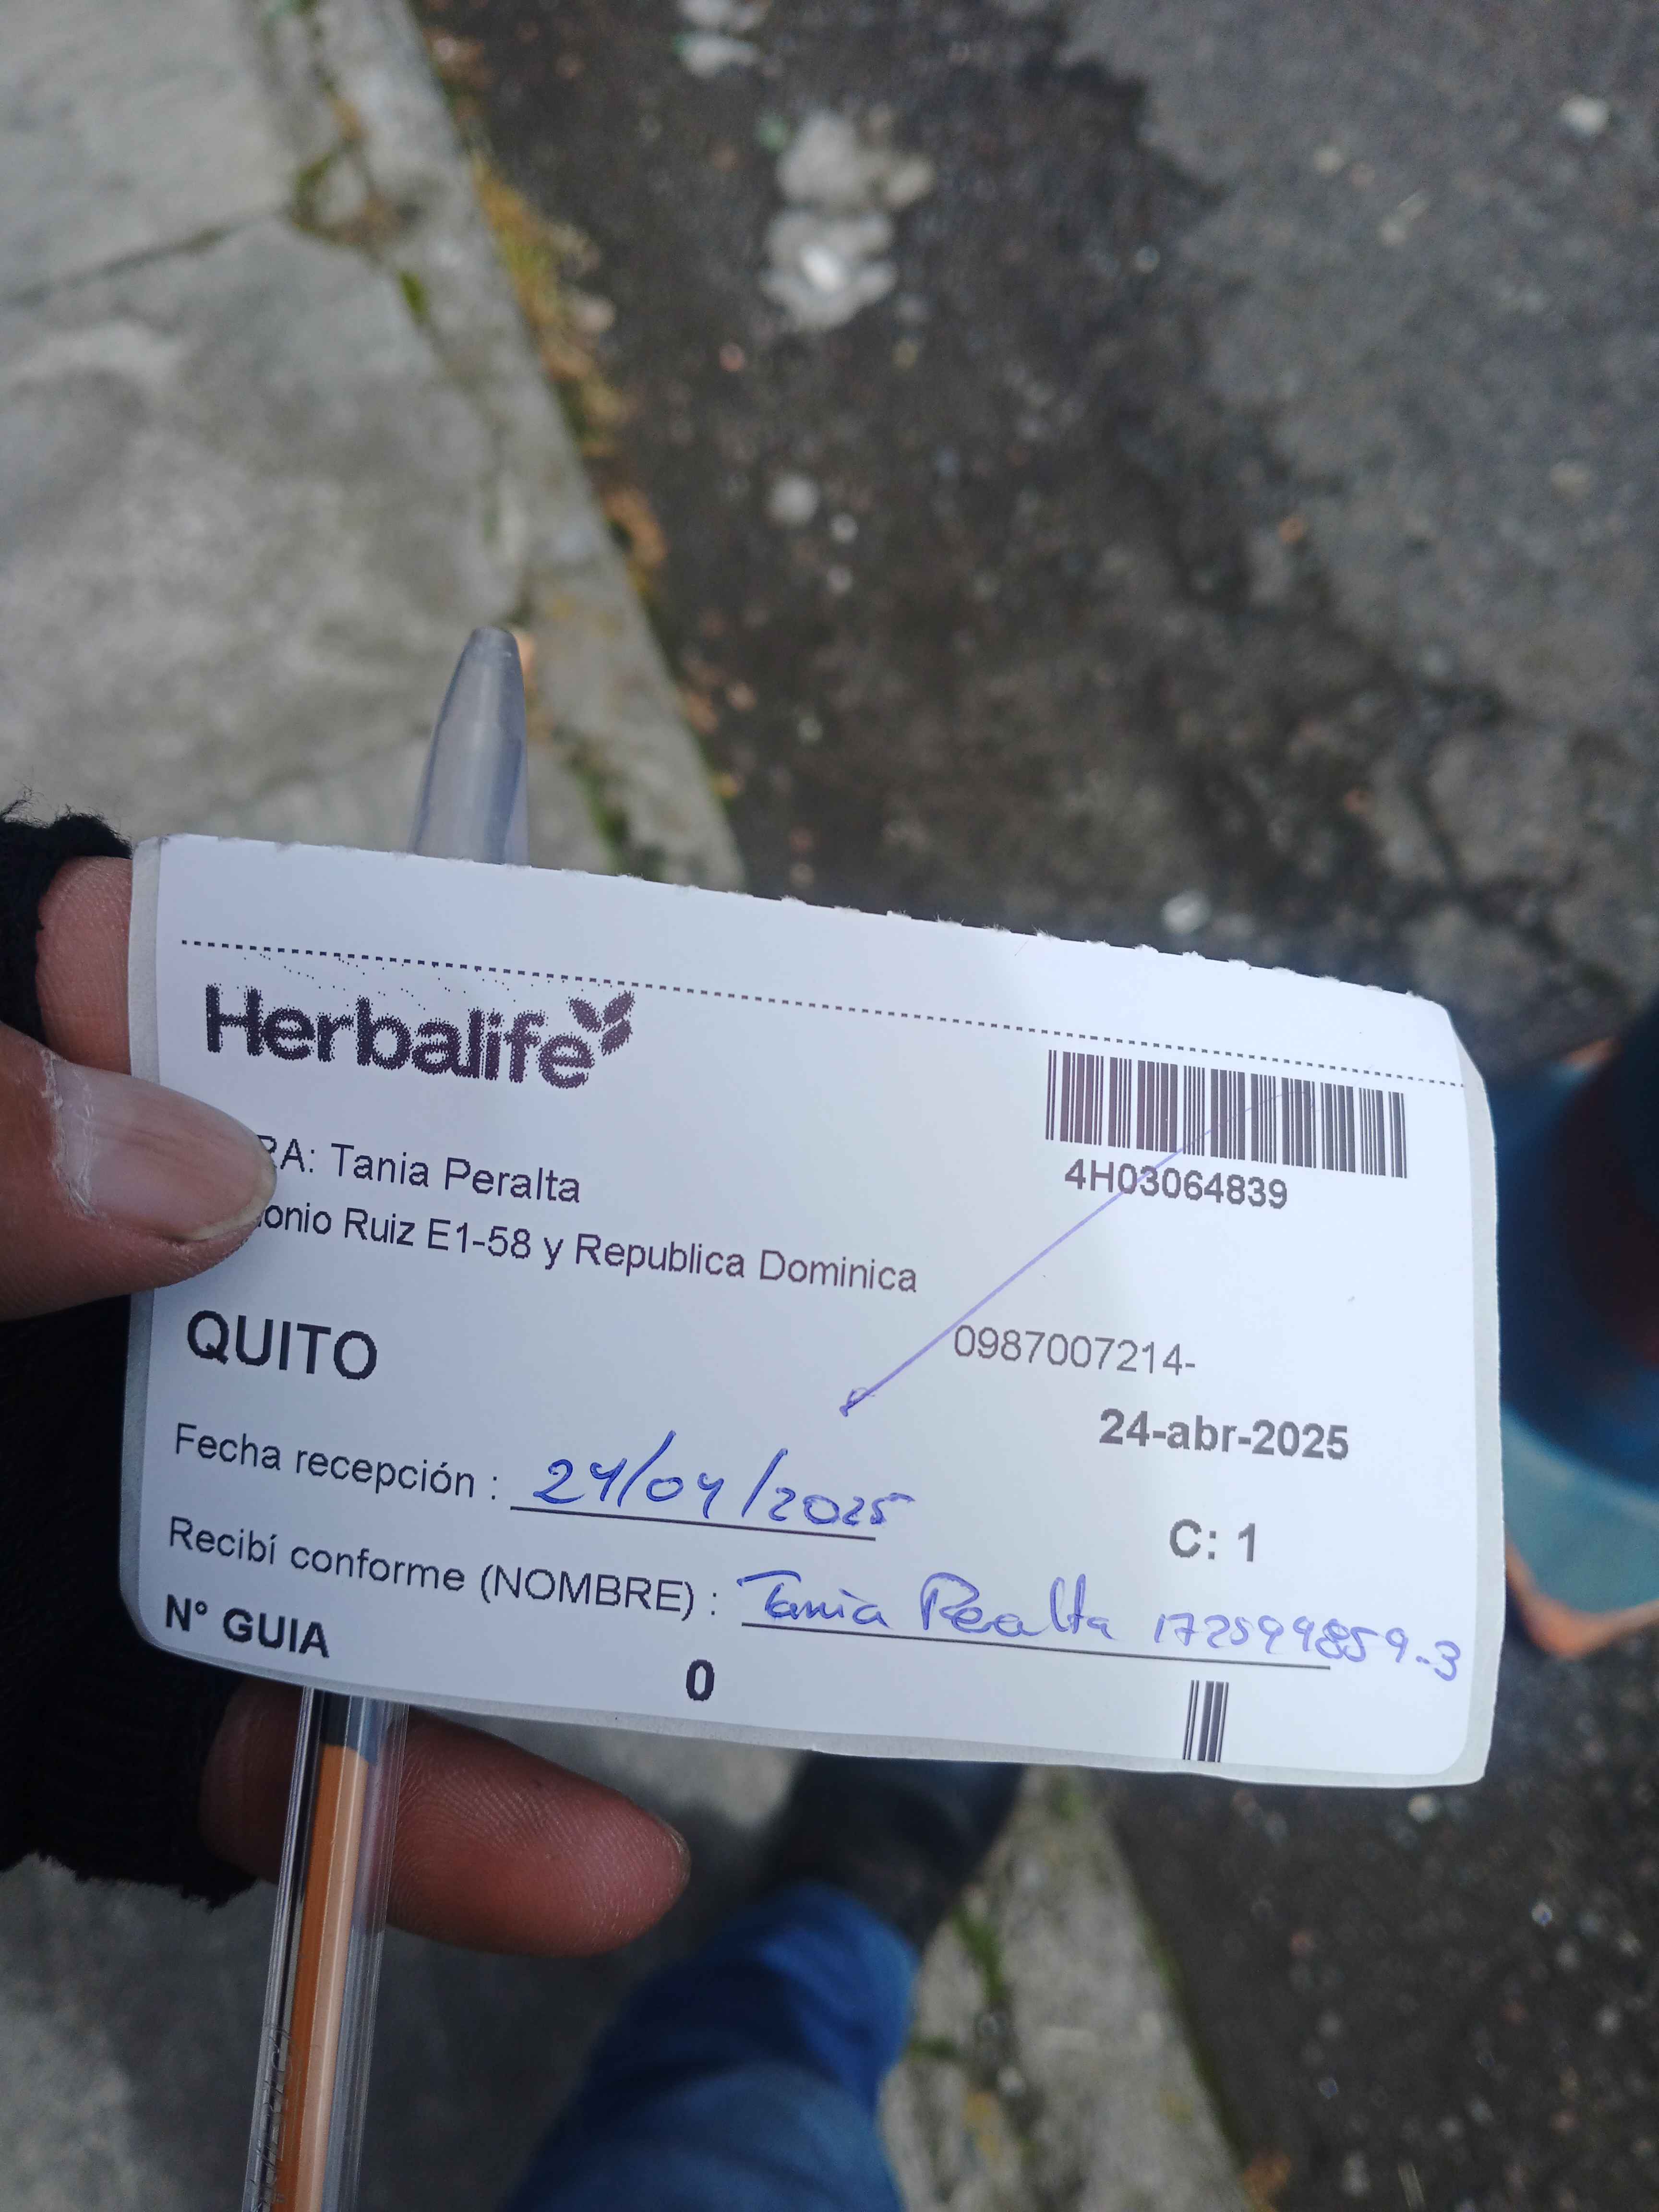 Herbalife
RA: Tania Peralta
onio Ruiz E1-58 y Republica Dominica
4H03064839
QUITO
0987007214-
24-abr-2025
Fecha recepción : 24/04/2025
C: 1
Recibí conforme (NOMBRE) : Tania Peralta 172599859-3
N° GUIA
0